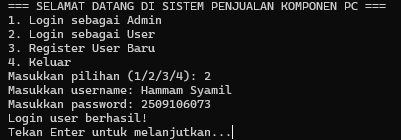 === SELAMAT DATANG DI SISTEM PENJUALAN KOMPONEN PC ===
1. Login sebagai Admin
2. Login sebagai User
3. Register User Baru
4. Keluar
Masukkan pilihan (1/2/3/4): 2
Masukkan username: Hammam Syamil
Masukkan password: 2509106073
Login user berhasil!
Tekan Enter untuk melanjutkan...